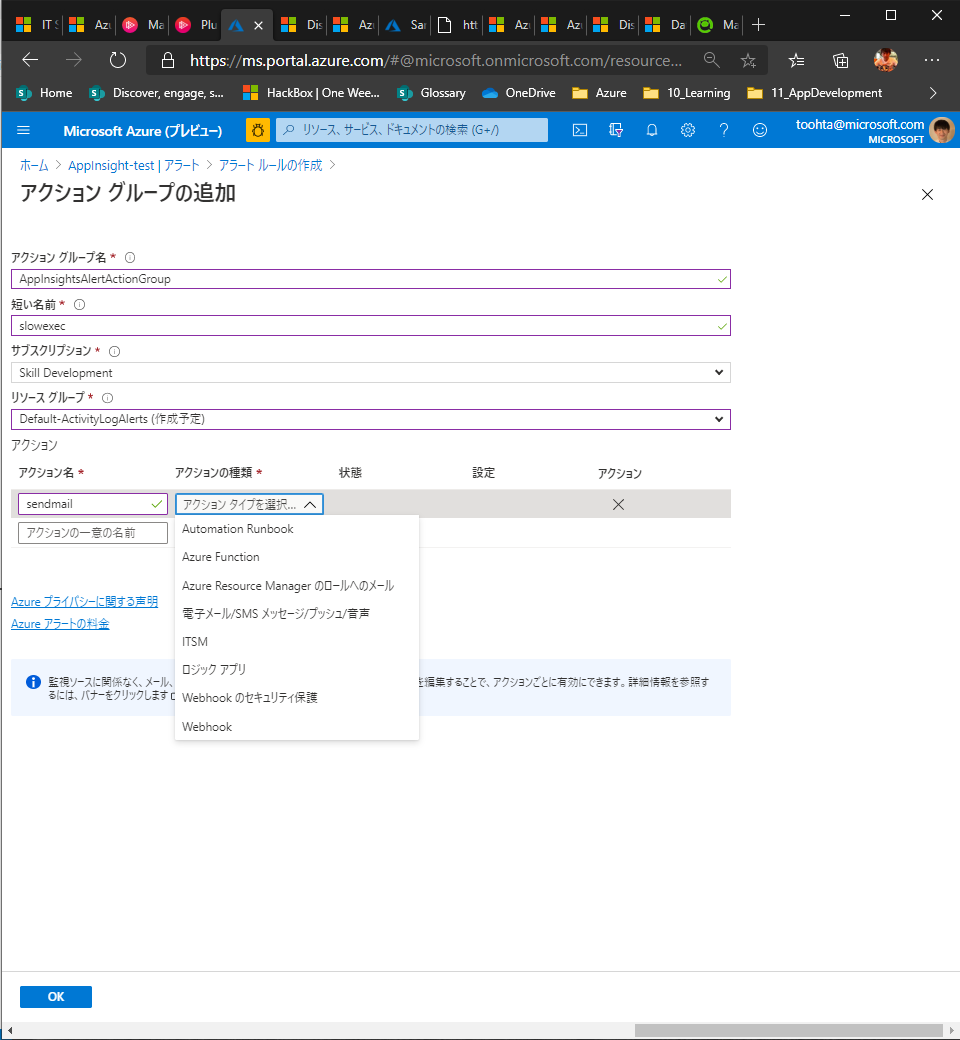 IT
Azu
Ma
Plu
Dis
Azu
Sar
htt
Azu
Azu
Dis
Da
Ma
https://ms.portal.azure.com/#@microsoft.onmicrosoft.com/resource...
Home
Discover, engage, s...
HackBox | One Wee...
Glossary
OneDrive
Azure
10_Learning
11_AppDevelopment
Microsoft Azure (プレビュー)
リソース、サービス、ドキュメントの検索 (G+/)
toohta@microsoft.com
MICROSOFT
ホーム > AppInsight-test | アラート > アラート ルールの作成 >
アクション グループの追加
アクション グループ名 *
AppInsightsAlertActionGroup
短い名前 *
slowexec
サブスクリプション *
Skill Development
リソース グループ *
Default-ActivityLogAlerts (作成予定)
アクション
アクション名 * アクションの種類 * 状態 設定 アクション
sendmail アクション タイプを選択...
アクションの一意の名前
Automation Runbook
Azure Function
Azure Resource Manager のロールへのメール
電子メール/SMS メッセージ/プッシュ/音声
ITSM
ロジック アプリ
Webhook のセキュリティ保護
Webhook
Azure プライバシーに関する声明
Azure アラートの料金
監視ソースに関係なく、メール、 を編集することで、アクションごとに有効にできます。詳細情報を参照す
るには、バナーをクリックします
OK